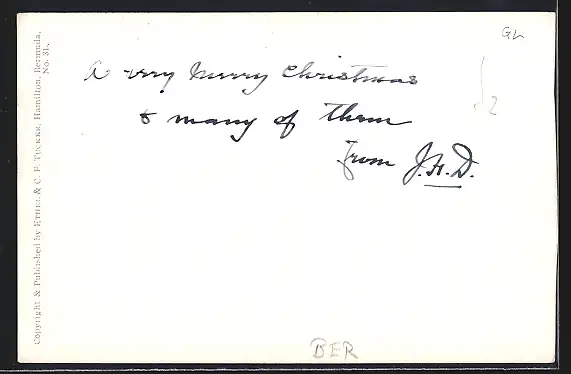 A very Merry Christmas
& many of them
From J.H.D.
GL
BER
Copyright & Published by ETHEL & C. F. TUCKER, Hamilton, Bermuda.
No. 31.